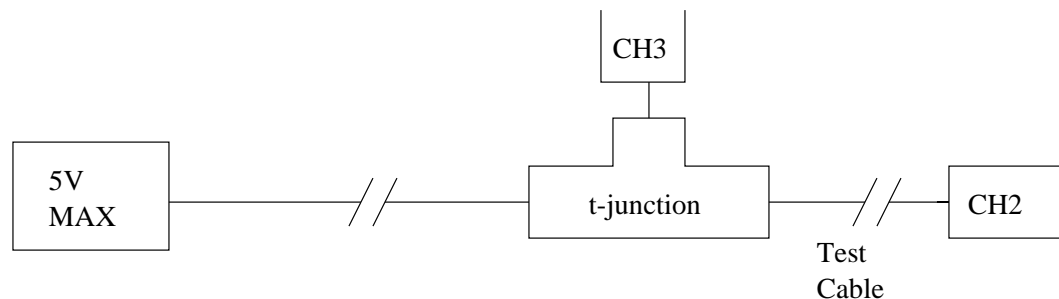 CH3
5V
MAX
t-junction
CH2
Test
Cable